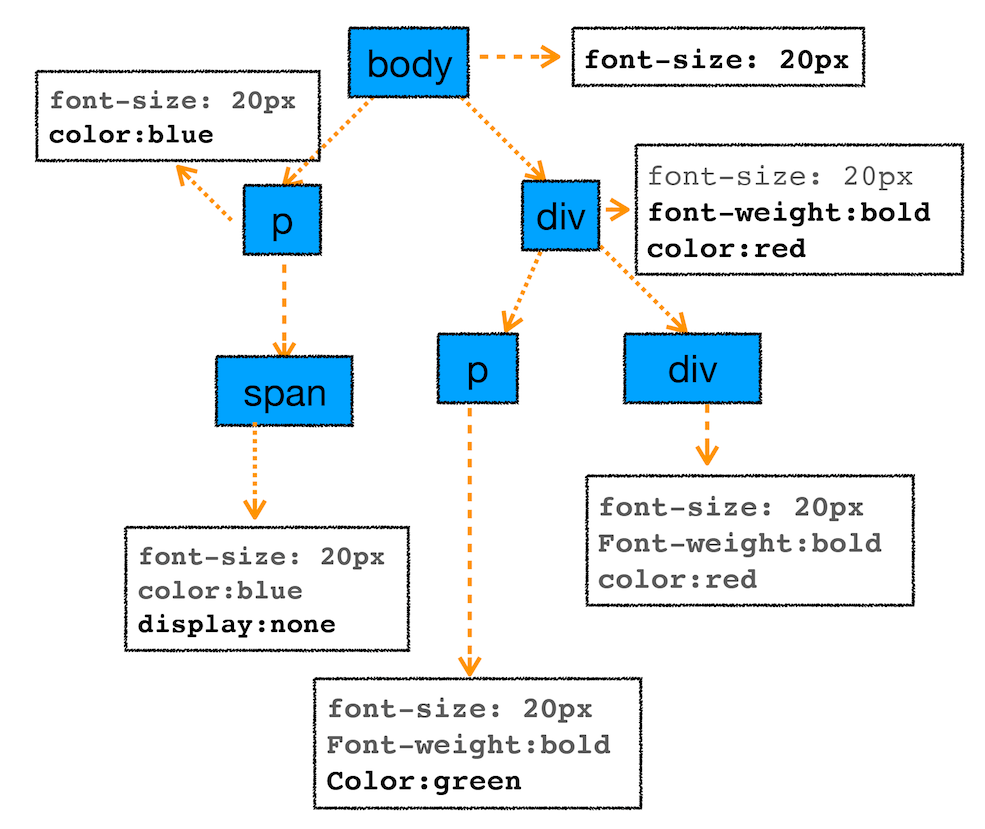 body
font-size: 20px
font-size: 20px
color:blue
p
div
font-size: 20px
font-weight:bold
color:red
span
p
div
font-size: 20px
color:blue
display:none
font-size: 20px
Font-weight:bold
color:red
font-size: 20px
Font-weight:bold
Color:green